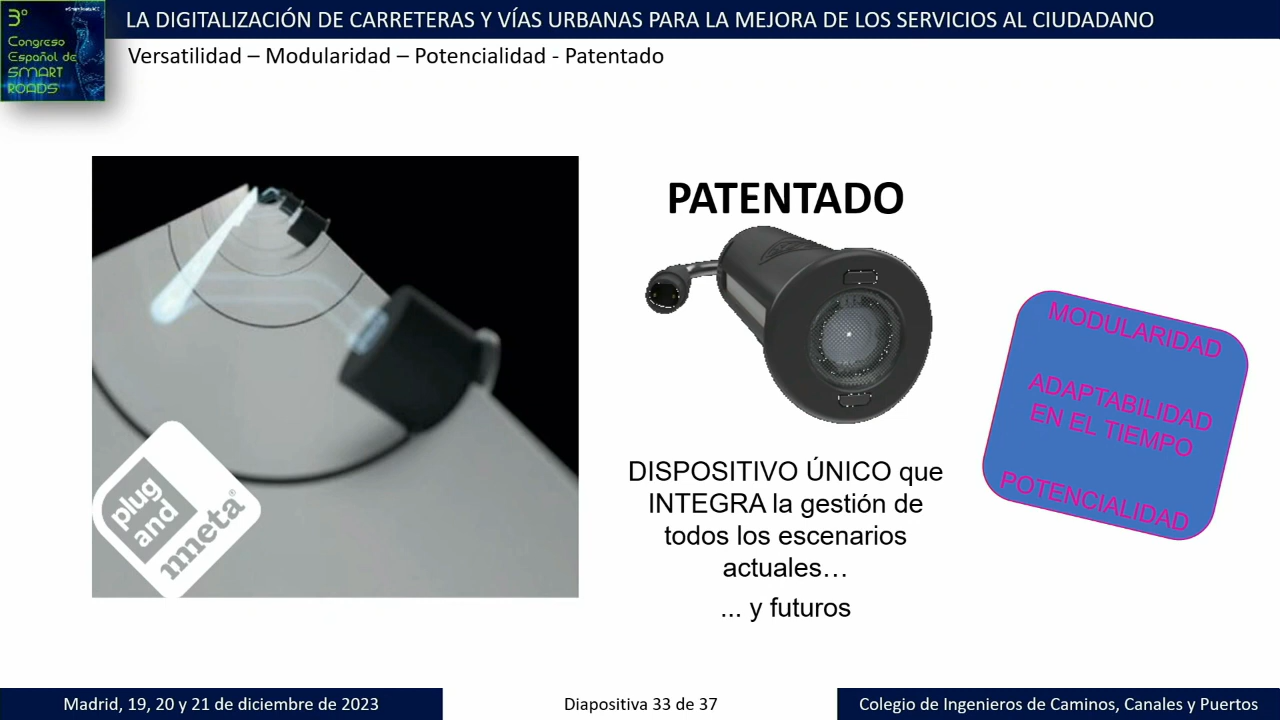 3º
Congreso
Español de
SMART
ROADS
LA DIGITALIZACIÓN DE CARRETERAS Y VÍAS URBANAS PARA LA MEJORA DE LOS SERVICIOS AL CIUDADANO
Versatilidad – Modularidad – Potencialidad - Patentado
plug
and
nmeta®
PATENTADO
DISPOSITIVO ÚNICO que
INTEGRA la gestión de
todos los escenarios
actuales…
... y futuros
MODULARIDAD
ADAPTABILIDAD
EN EL TIEMPO
POTENCIALIDAD
Madrid, 19, 20 y 21 de diciembre de 2023
Diapositiva 33 de 37
Colegio de Ingenieros de Caminos, Canales y Puertos